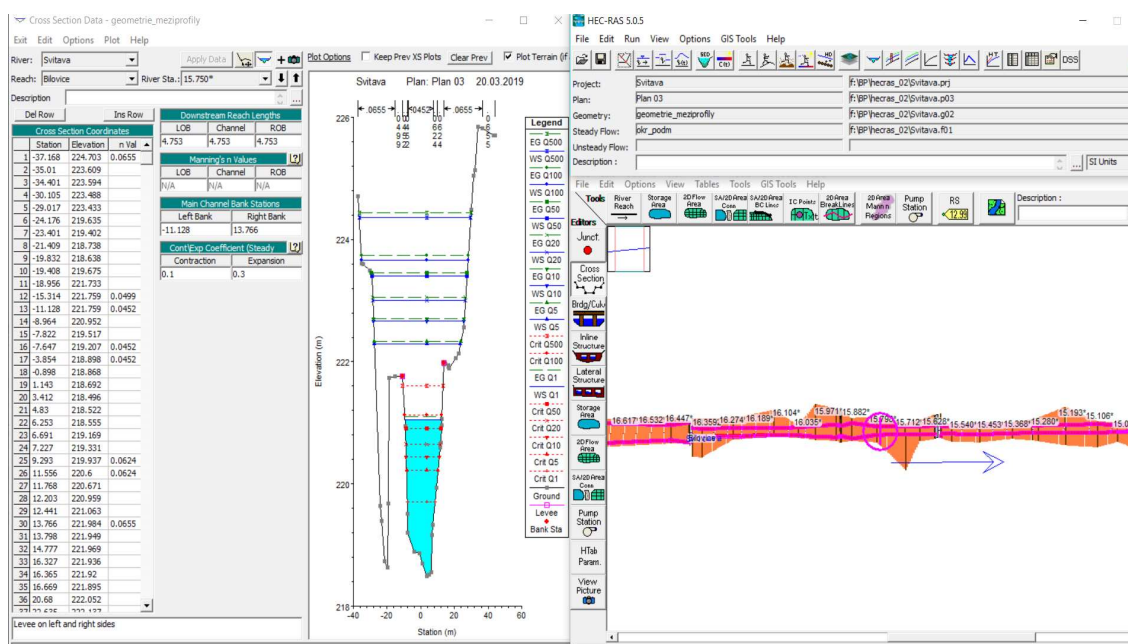 Cross Section Data - geometrie_meziprofily
Exit Edit Options Plot Help
River: Svitava
Apply Data
Reach: Bilovice
River Sta.: 15.750*
Description
Del Row Ins Row
Cross Section Coordinates
Station Elevation n Val
1 -37.168 224.703 0.0655
2 -35.01 223.609
3 -34.401 223.594
4 -30.105 223.488
5 -29.017 223.433
6 -24.176 219.635
7 -23.401 219.402
8 -21.409 218.738
9 -19.832 218.638
10 -19.408 219.675
11 -18.956 221.733
12 -15.314 221.759 0.0499
13 -11.128 221.759 0.0452
14 -8.964 220.952
15 -7.822 219.517
16 -7.647 219.207 0.0452
17 -3.854 218.898 0.0452
18 -0.898 218.868
19 1.143 218.692
20 3.412 218.496
21 4.83 218.522
22 6.253 218.555
23 6.691 219.169
24 7.227 219.331
25 9.293 219.937 0.0624
26 11.556 220.6 0.0624
27 11.768 220.671
28 12.203 220.959
29 12.441 221.063
30 13.766 221.984 0.0655
31 13.798 221.949
32 14.777 221.969
33 16.327 221.936
34 16.365 221.92
35 16.669 221.895
36 20.68 222.052
Levee on left and right sides
Downstream Reach Lengths
LOB Channel ROB
4.753 4.753 4.753
Manning's n Values
LOB Channel ROB
N/A N/A N/A
Main Channel Bank Stations
Left Bank Right Bank
-11.128 13.766
Cont\Exp Coefficient (Steady
Contraction Expansion
0.1 0.3
Plot Options Keep Prev XS Plots Clear Prev Plot Terrain (if
Svitava Plan: Plan 03 20.03.2019
.0655 .0452 .0655
226
224
222
220
218
Elevation (m)
-40 -20 0 20 40 60
Station (m)
Legend
EG Q500
WS Q500
EG Q100
WS Q100
EG Q50
WS Q50
EG Q20
WS Q20
EG Q10
WS Q10
EG Q5
WS Q5
Crit Q500
Crit Q100
EG Q1
WS Q1
Crit Q50
Crit Q20
Crit Q10
Crit Q5
Crit Q1
Ground
Levee
Bank Sta
HEC-RAS 5.0.5
File Edit Run View Options GIS Tools Help
DSS
Project: Svitava f:\BP\hecras_02\Svitava.prj
Plan: Plan 03 f:\BP\hecras_02\Svitava.p03
Geometry: geometrie_meziprofily f:\BP\hecras_02\Svitava.g02
Steady Flow: okr_podm f:\BP\hecras_02\Svitava.f01
Unsteady Flow:
Description : ... SI Units
File Edit Options View Tables Tools GIS Tools Help
Tools River Reach Storage Area 2D Flow Area SA/2D Area Conn SA/2D Area BC Lines IC Points 2D Area BreakLines 2D Area Mann n Regions Pump Station RS 12.99 Description :
Editors
Junct.
Cross Section
Brdg/Culv
Inline Structure
Lateral Structure
Storage Area
2D Flow Area
SA/2D Area Conn
Pump Station
HTab Param.
View Picture
16.617 16.532 16.447* 16.359 16.274 16.189* 16.104* 16.035* 15.971* 15.882* 15.712* 15.628* 15.540* 15.453 15.368* 15.280* 15.193* 15.106*